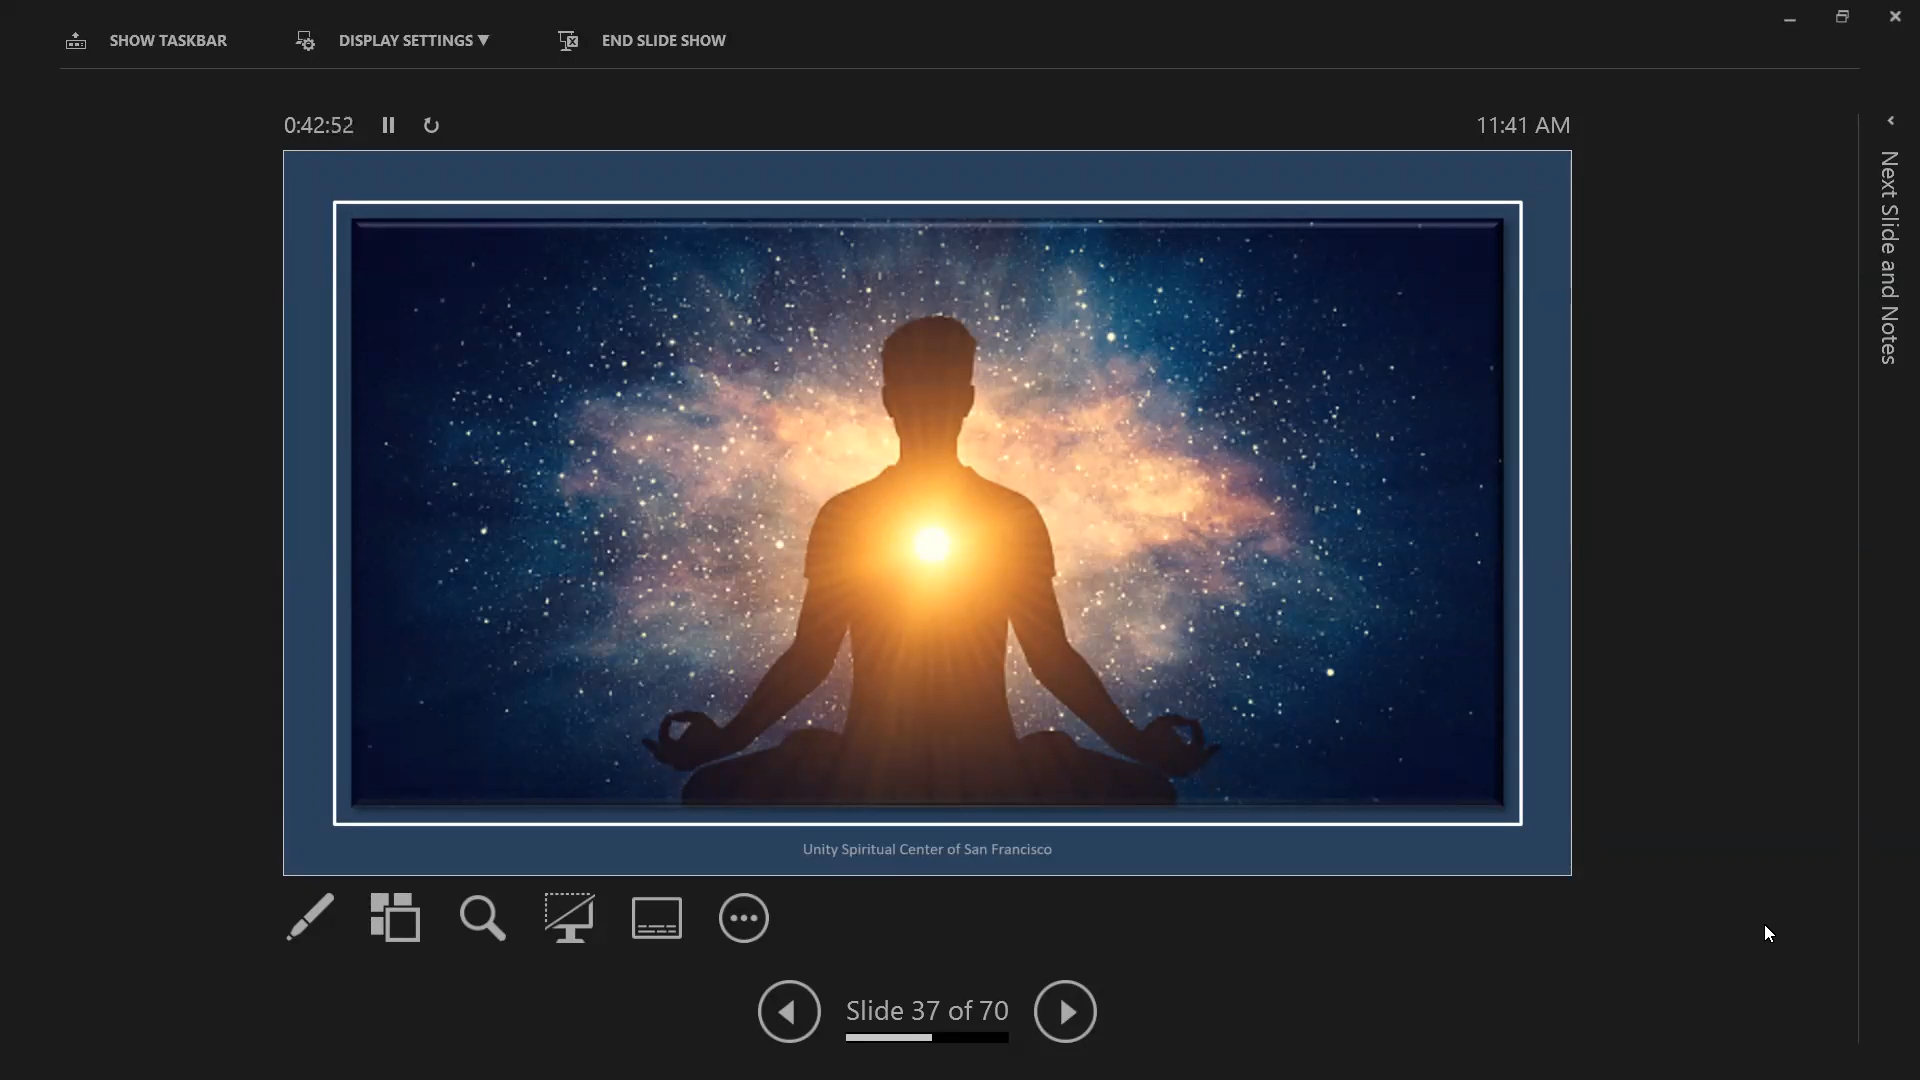 SHOW TASKBAR
DISPLAY SETTINGS
END SLIDE SHOW
0:42:52
11:41 AM
Next Slide and Notes
Unity Spiritual Center of San Francisco
Slide 37 of 70